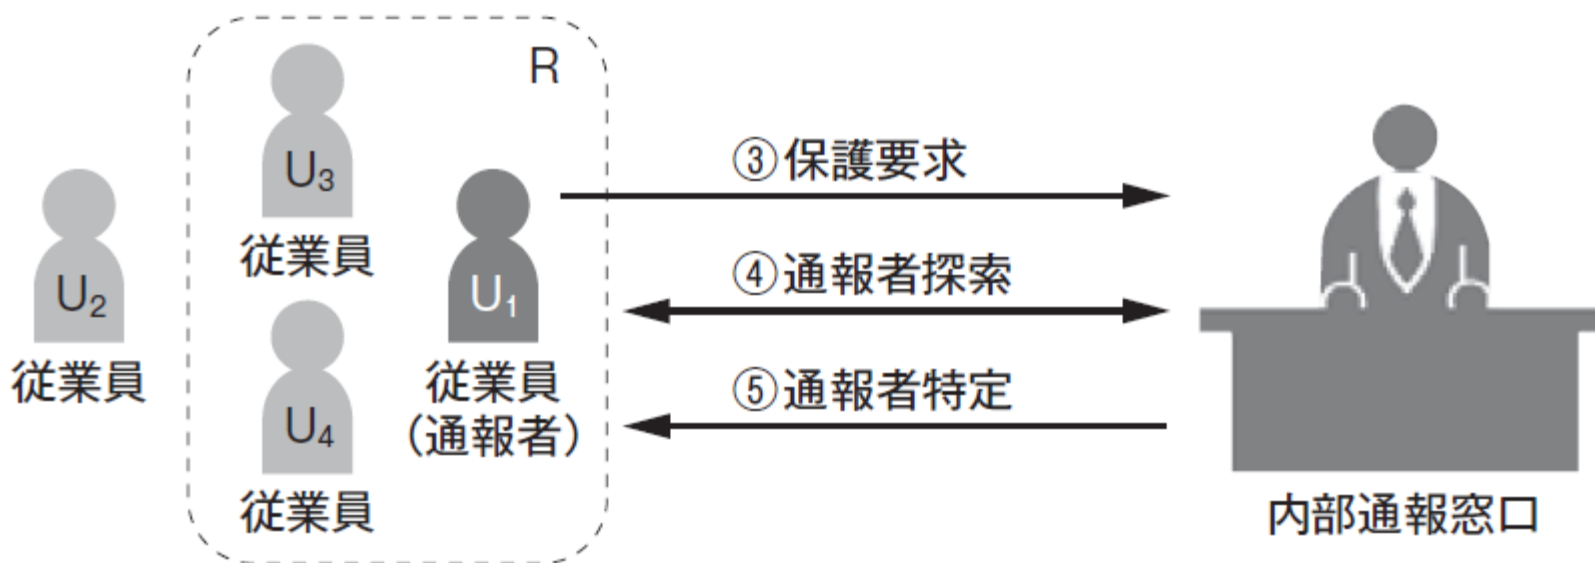 R
U₃
従業員
U₂
従業員
U₁
従業員
（通報者）
U₄
従業員
③保護要求
④通報者探索
⑤通報者特定
内部通報窓口